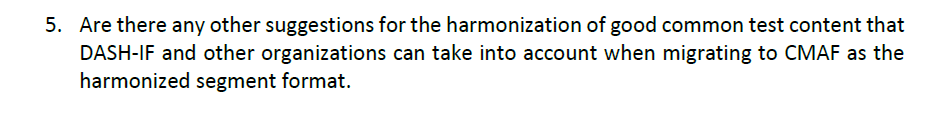 5. Are there any other suggestions for the harmonization of good common test content that
DASH-IF and other organizations can take into account when migrating to CMAF as the
harmonized segment format.